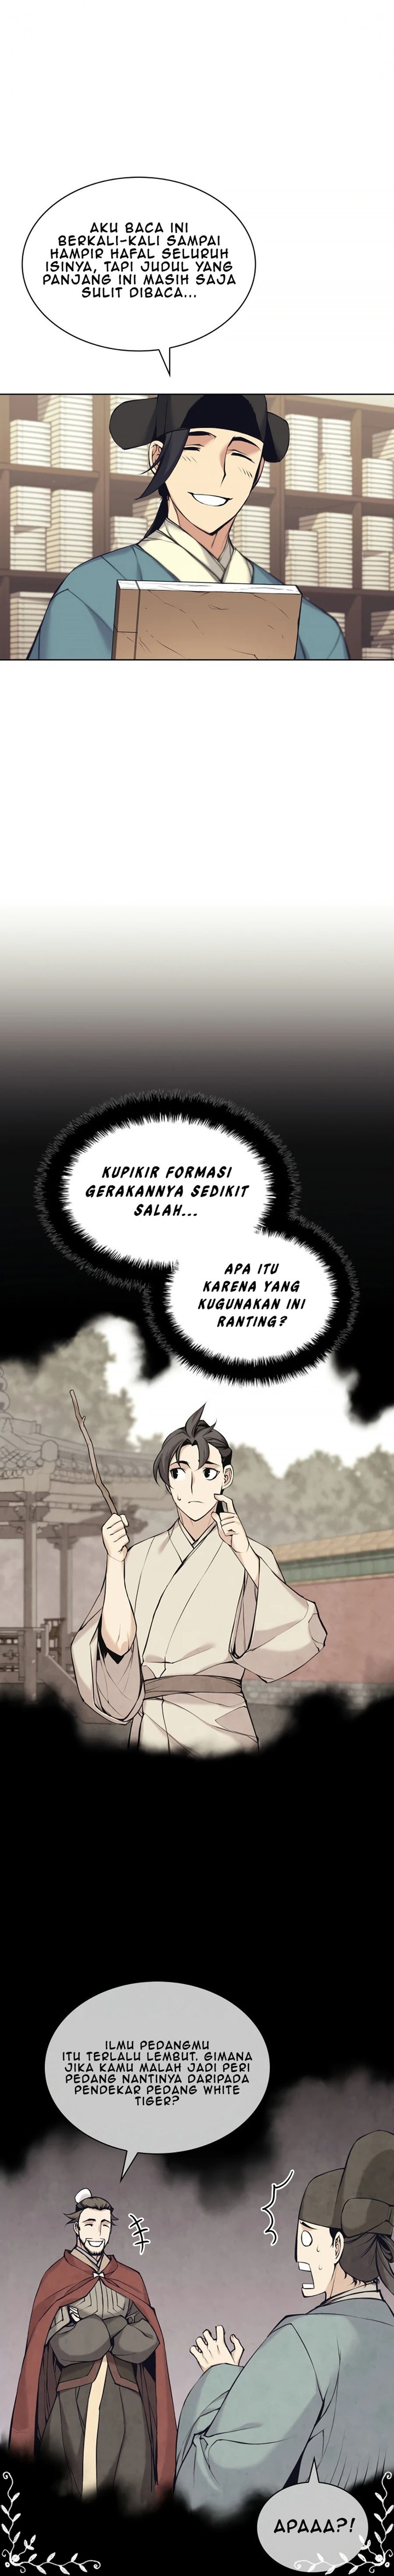 AKU BACA INI
BERKALI-KALI SAMPAI
HAMPIR HAFAL SELURUH
ISINYA, TAPI JUDUL YANG
PANJANG INI MASIH SAJA
SULIT DIBACA...
KUPIKIR FORMASI
GERAKANNYA SEDIKIT
SALAH...
APA ITU
KARENA YANG
KUGUNAKAN INI
RANTING?
ILMU PEDANGMU
ITU TERLALU LEMBUT. GIMANA
JIKA KAMU MALAH JADI PERI
PEDANG NANTINYA DARIPADA
PENDEKAR PEDANG WHITE
TIGER?
APAAA?!